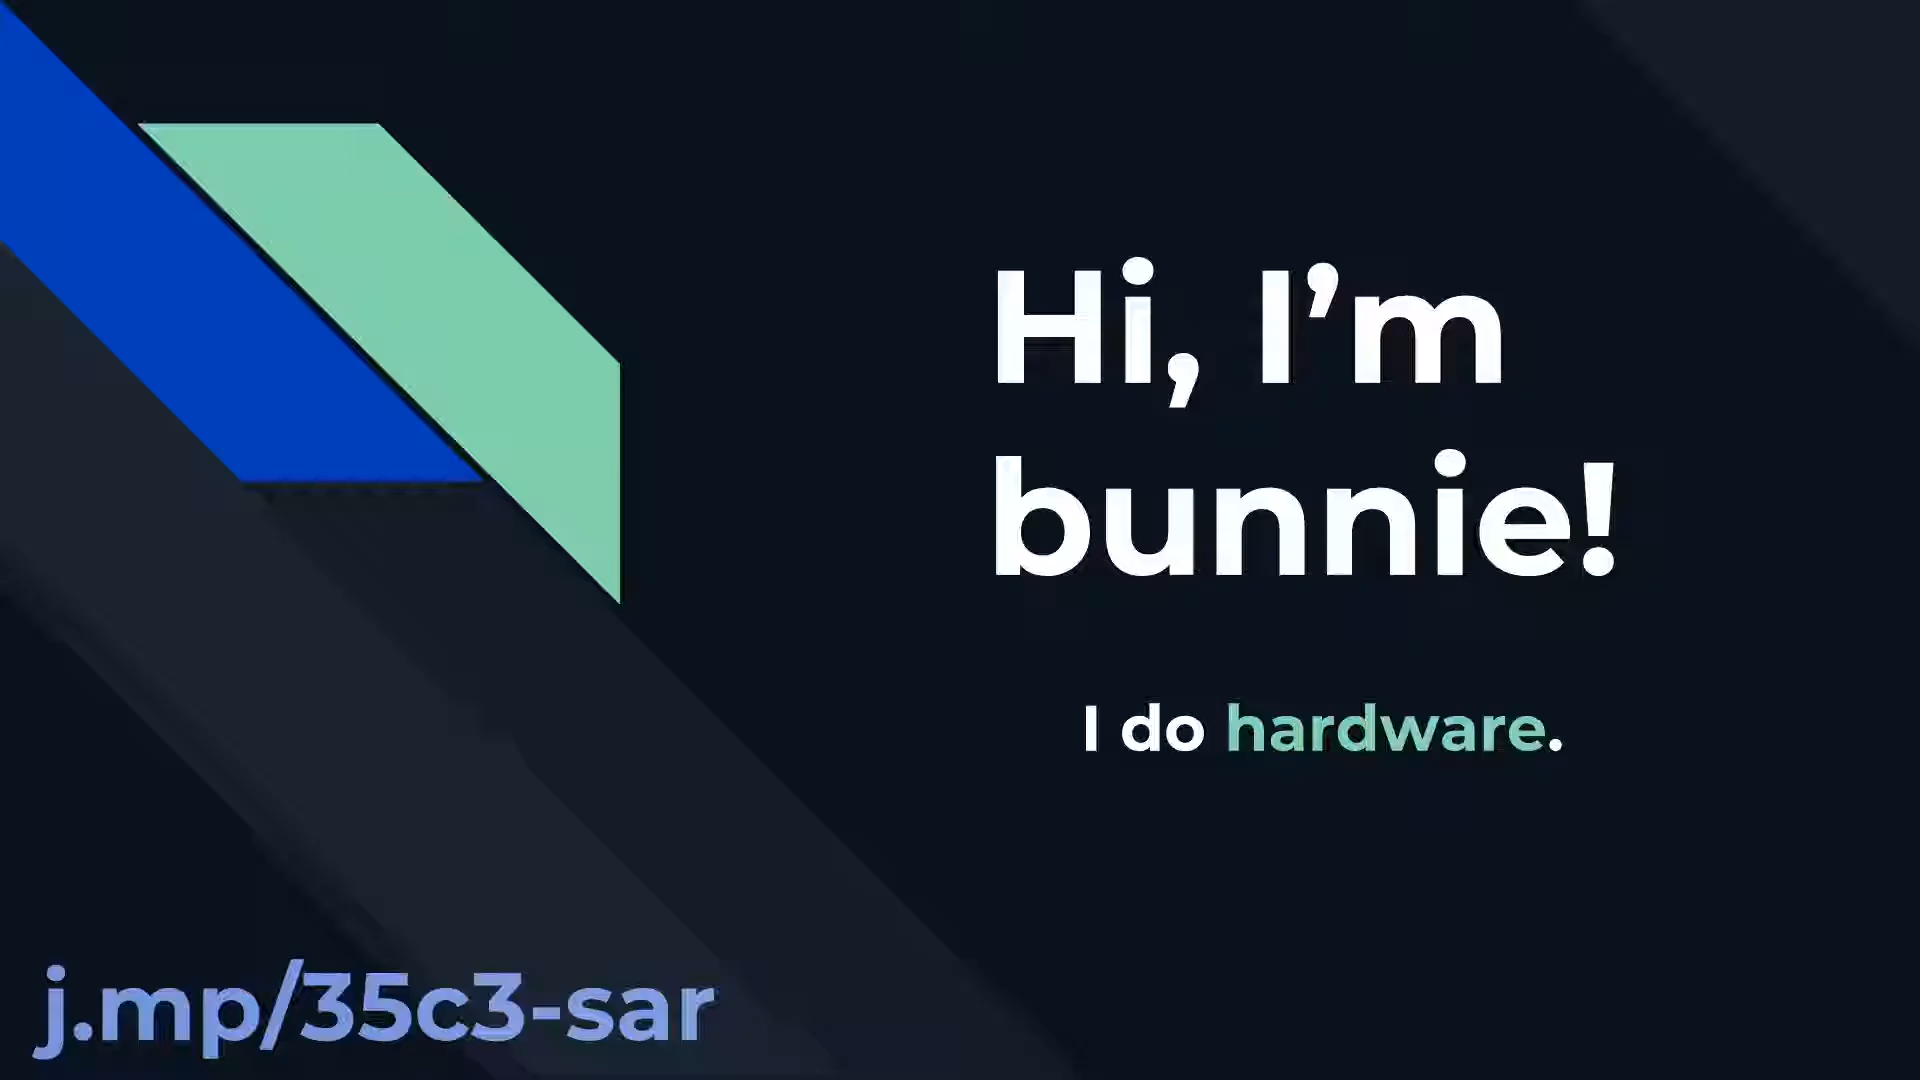 Hi, I’m
bunnie!
I do hardware.
j.mp/35c3-sar